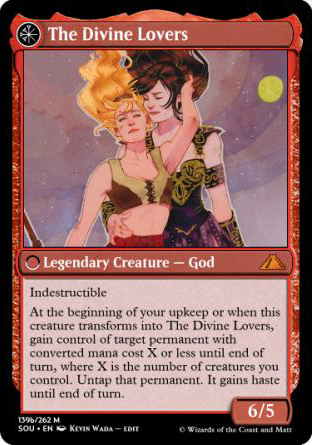 The Divine Lovers
Legendary Creature — God
Indestructible
At the beginning of your upkeep or when this
creature transforms into The Divine Lovers,
gain control of target permanent with
converted mana cost X or less until end of
turn, where X is the number of creatures you
control. Untap that permanent. It gains haste
until end of turn.
6/5
139b/262 M
SOU • EN Kevin Wada — edit
© Wizards of the Coast and Matt